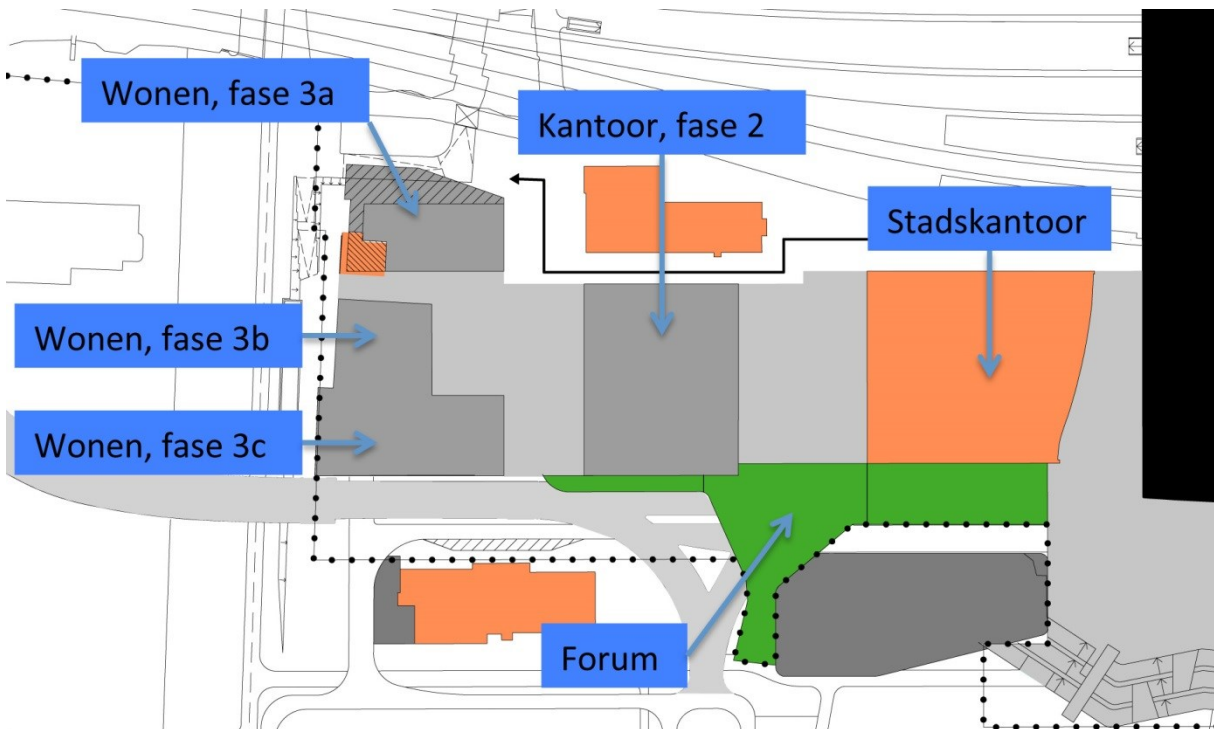 Wonen, fase 3a
Kantoor, fase 2
Stadskantoor
Wonen, fase 3b
Wonen, fase 3c
Forum